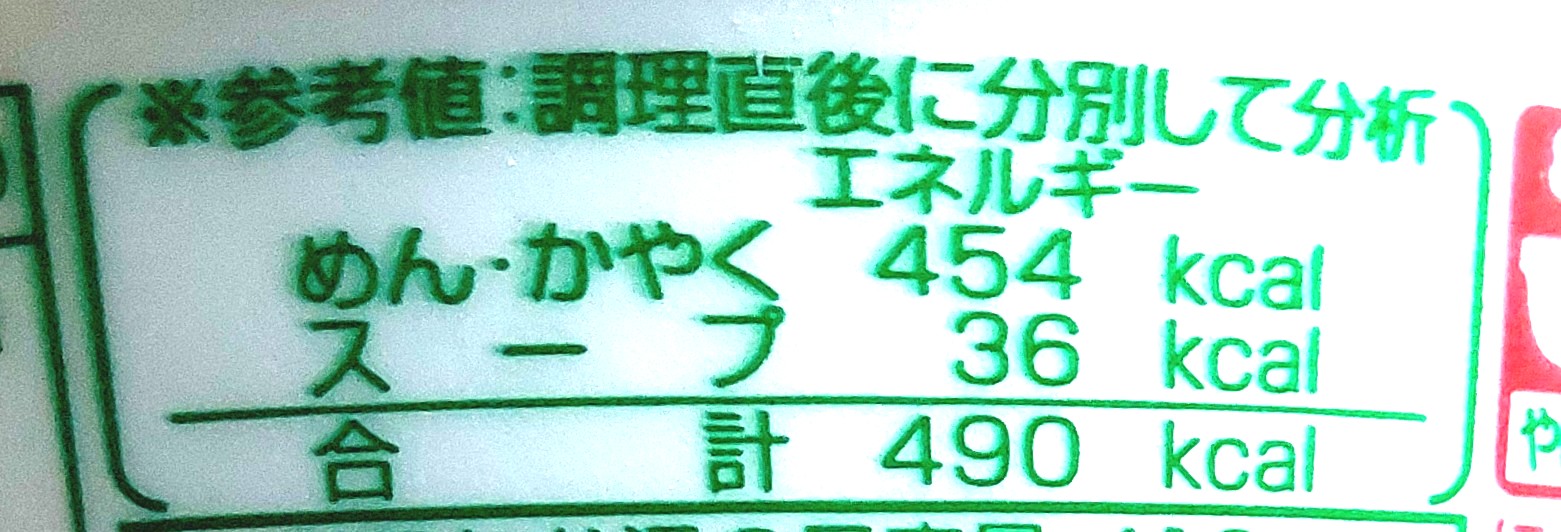 ※参考値:調理直後に分別して分析
エネルギー
めん・かやく 454 kcal
スープ 36 kcal
合計 490 kcal
や